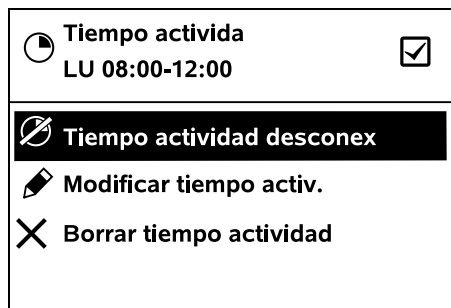 Tiempo activida
LU 08:00-12:00
Tiempo actividad desconex
Modificar tiempo activ.
Borrar tiempo actividad